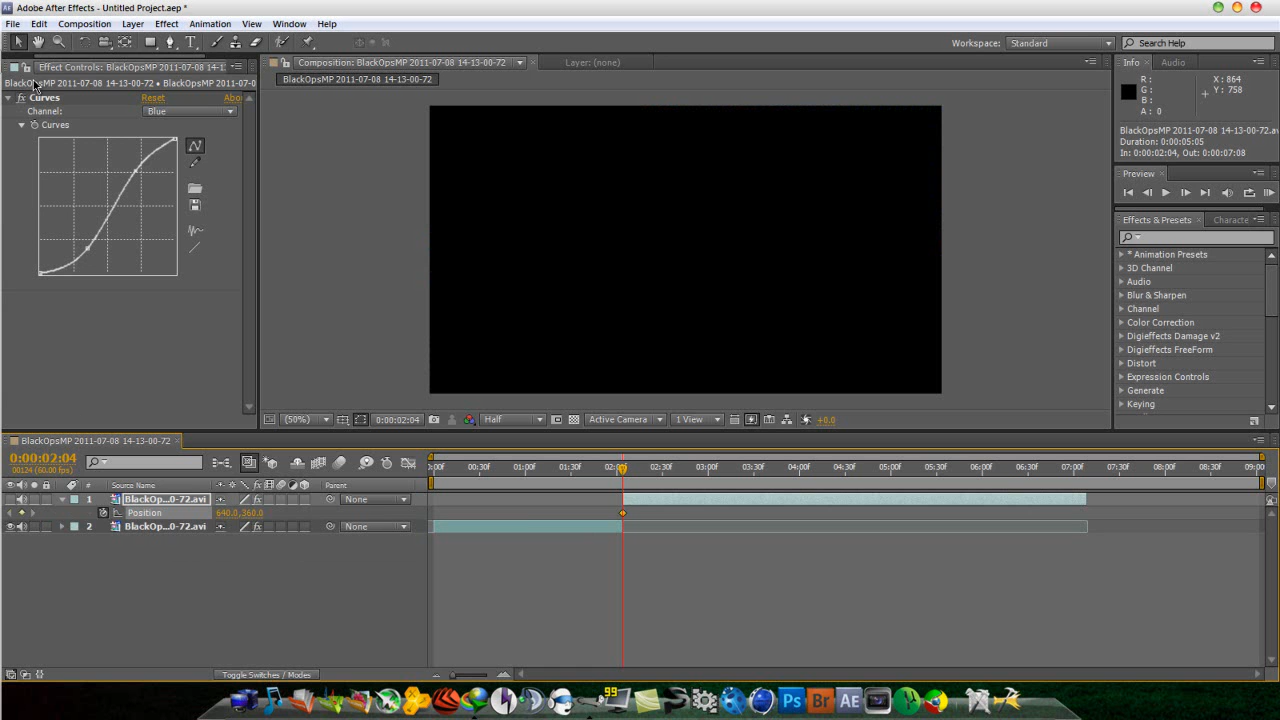 Adobe After Effects - Untitled Project.aep *
File Edit Composition Layer Effect Animation View Window Help
Workspace: Standard Search Help
Effect Controls: BlackOpsMP 2011-07-08 14-1
BlackOpsMP 2011-07-08 14-13-00-72 • BlackOpsMP 2011-07-0
Curves Reset Abo
Channel: Blue
Curves
Composition: BlackOpsMP 2011-07-08 14-13-00-72
Layer: (none)
BlackOpsMP 2011-07-08 14-13-00-72
(50%) 0:00:02:04 Half Active Camera 1 View +0.0
Info Audio
R : X : 864
G : Y : 758
B :
A : 0
BlackOpsMP 2011-07-08 14-13-00-72.av
Duration: 0:00:05:05
In: 0:00:02:04, Out: 0:00:07:08
Preview
Effects & Presets Characte
* Animation Presets
3D Channel
Audio
Blur & Sharpen
Channel
Color Correction
Digieffects Damage v2
Digieffects FreeForm
Distort
Expression Controls
Generate
Keying
BlackOpsMP 2011-07-08 14-13-00-72
0:00:02:04
00124 (60.00 fps)
:00f 00:30f 01:00f 01:30f 02:00f 02:30f 03:00f 03:30f 04:00f 04:30f 05:00f 05:30f 06:00f 06:30f 07:00f 08:00f 08:30f 09:00
# Source Name Parent
1 BlackOp...0-72.avi None
Position 640.0,360.0
2 BlackOp...0-72.avi None
Toggle Switches / Modes
99
Ps Br AE